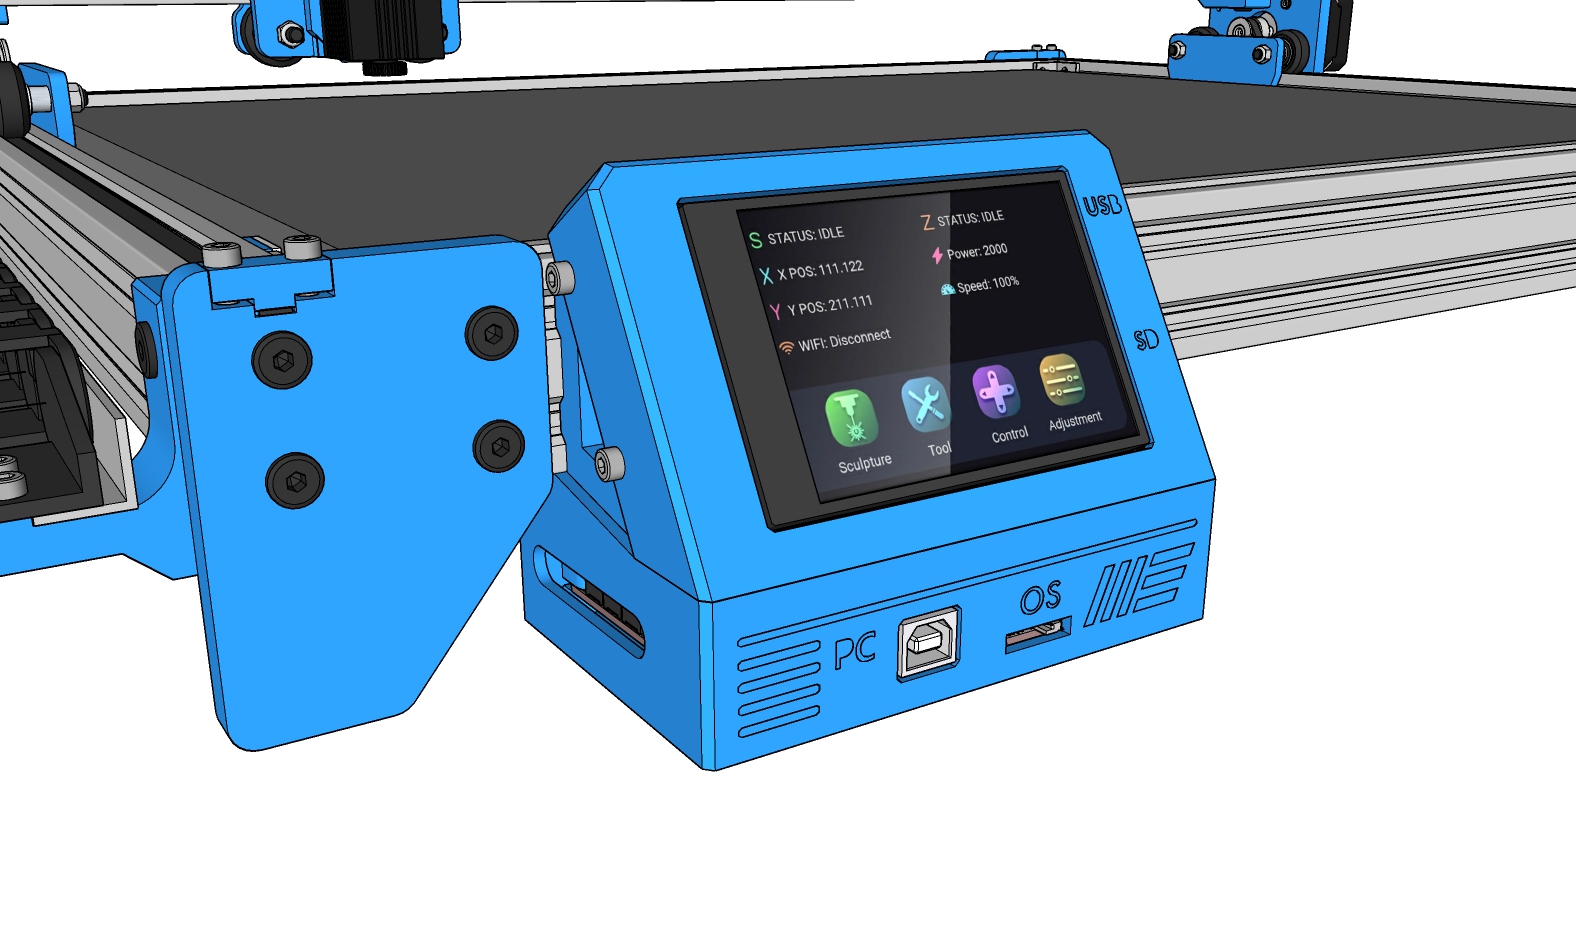 S STATUS: IDLE
X X POS: 111.122
Y Y POS: 211.111
WIFI: Disconnect
Z STATUS: IDLE
Power: 2000
Speed: 100%
Sculpture
Tool
Control
Adjustment
USB
SD
PC
OS